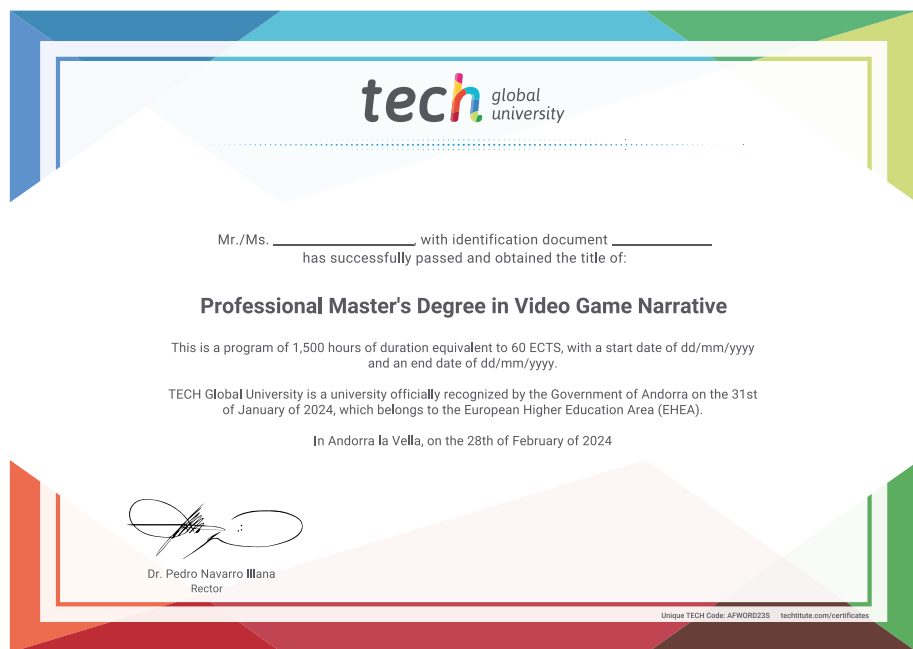 tech global university
Mr./Ms. ________________, with identification document ____________
has successfully passed and obtained the title of:
Professional Master's Degree in Video Game Narrative
This is a program of 1,500 hours of duration equivalent to 60 ECTS, with a start date of dd/mm/yyyy
and an end date of dd/mm/yyyy.
TECH Global University is a university officially recognized by the Government of Andorra on the 31st
of January of 2024, which belongs to the European Higher Education Area (EHEA).
In Andorra la Vella, on the 28th of February of 2024
Dr. Pedro Navarro Illana
Rector
Unique TECH Code: AFWORD23S techtitute.com/certificates